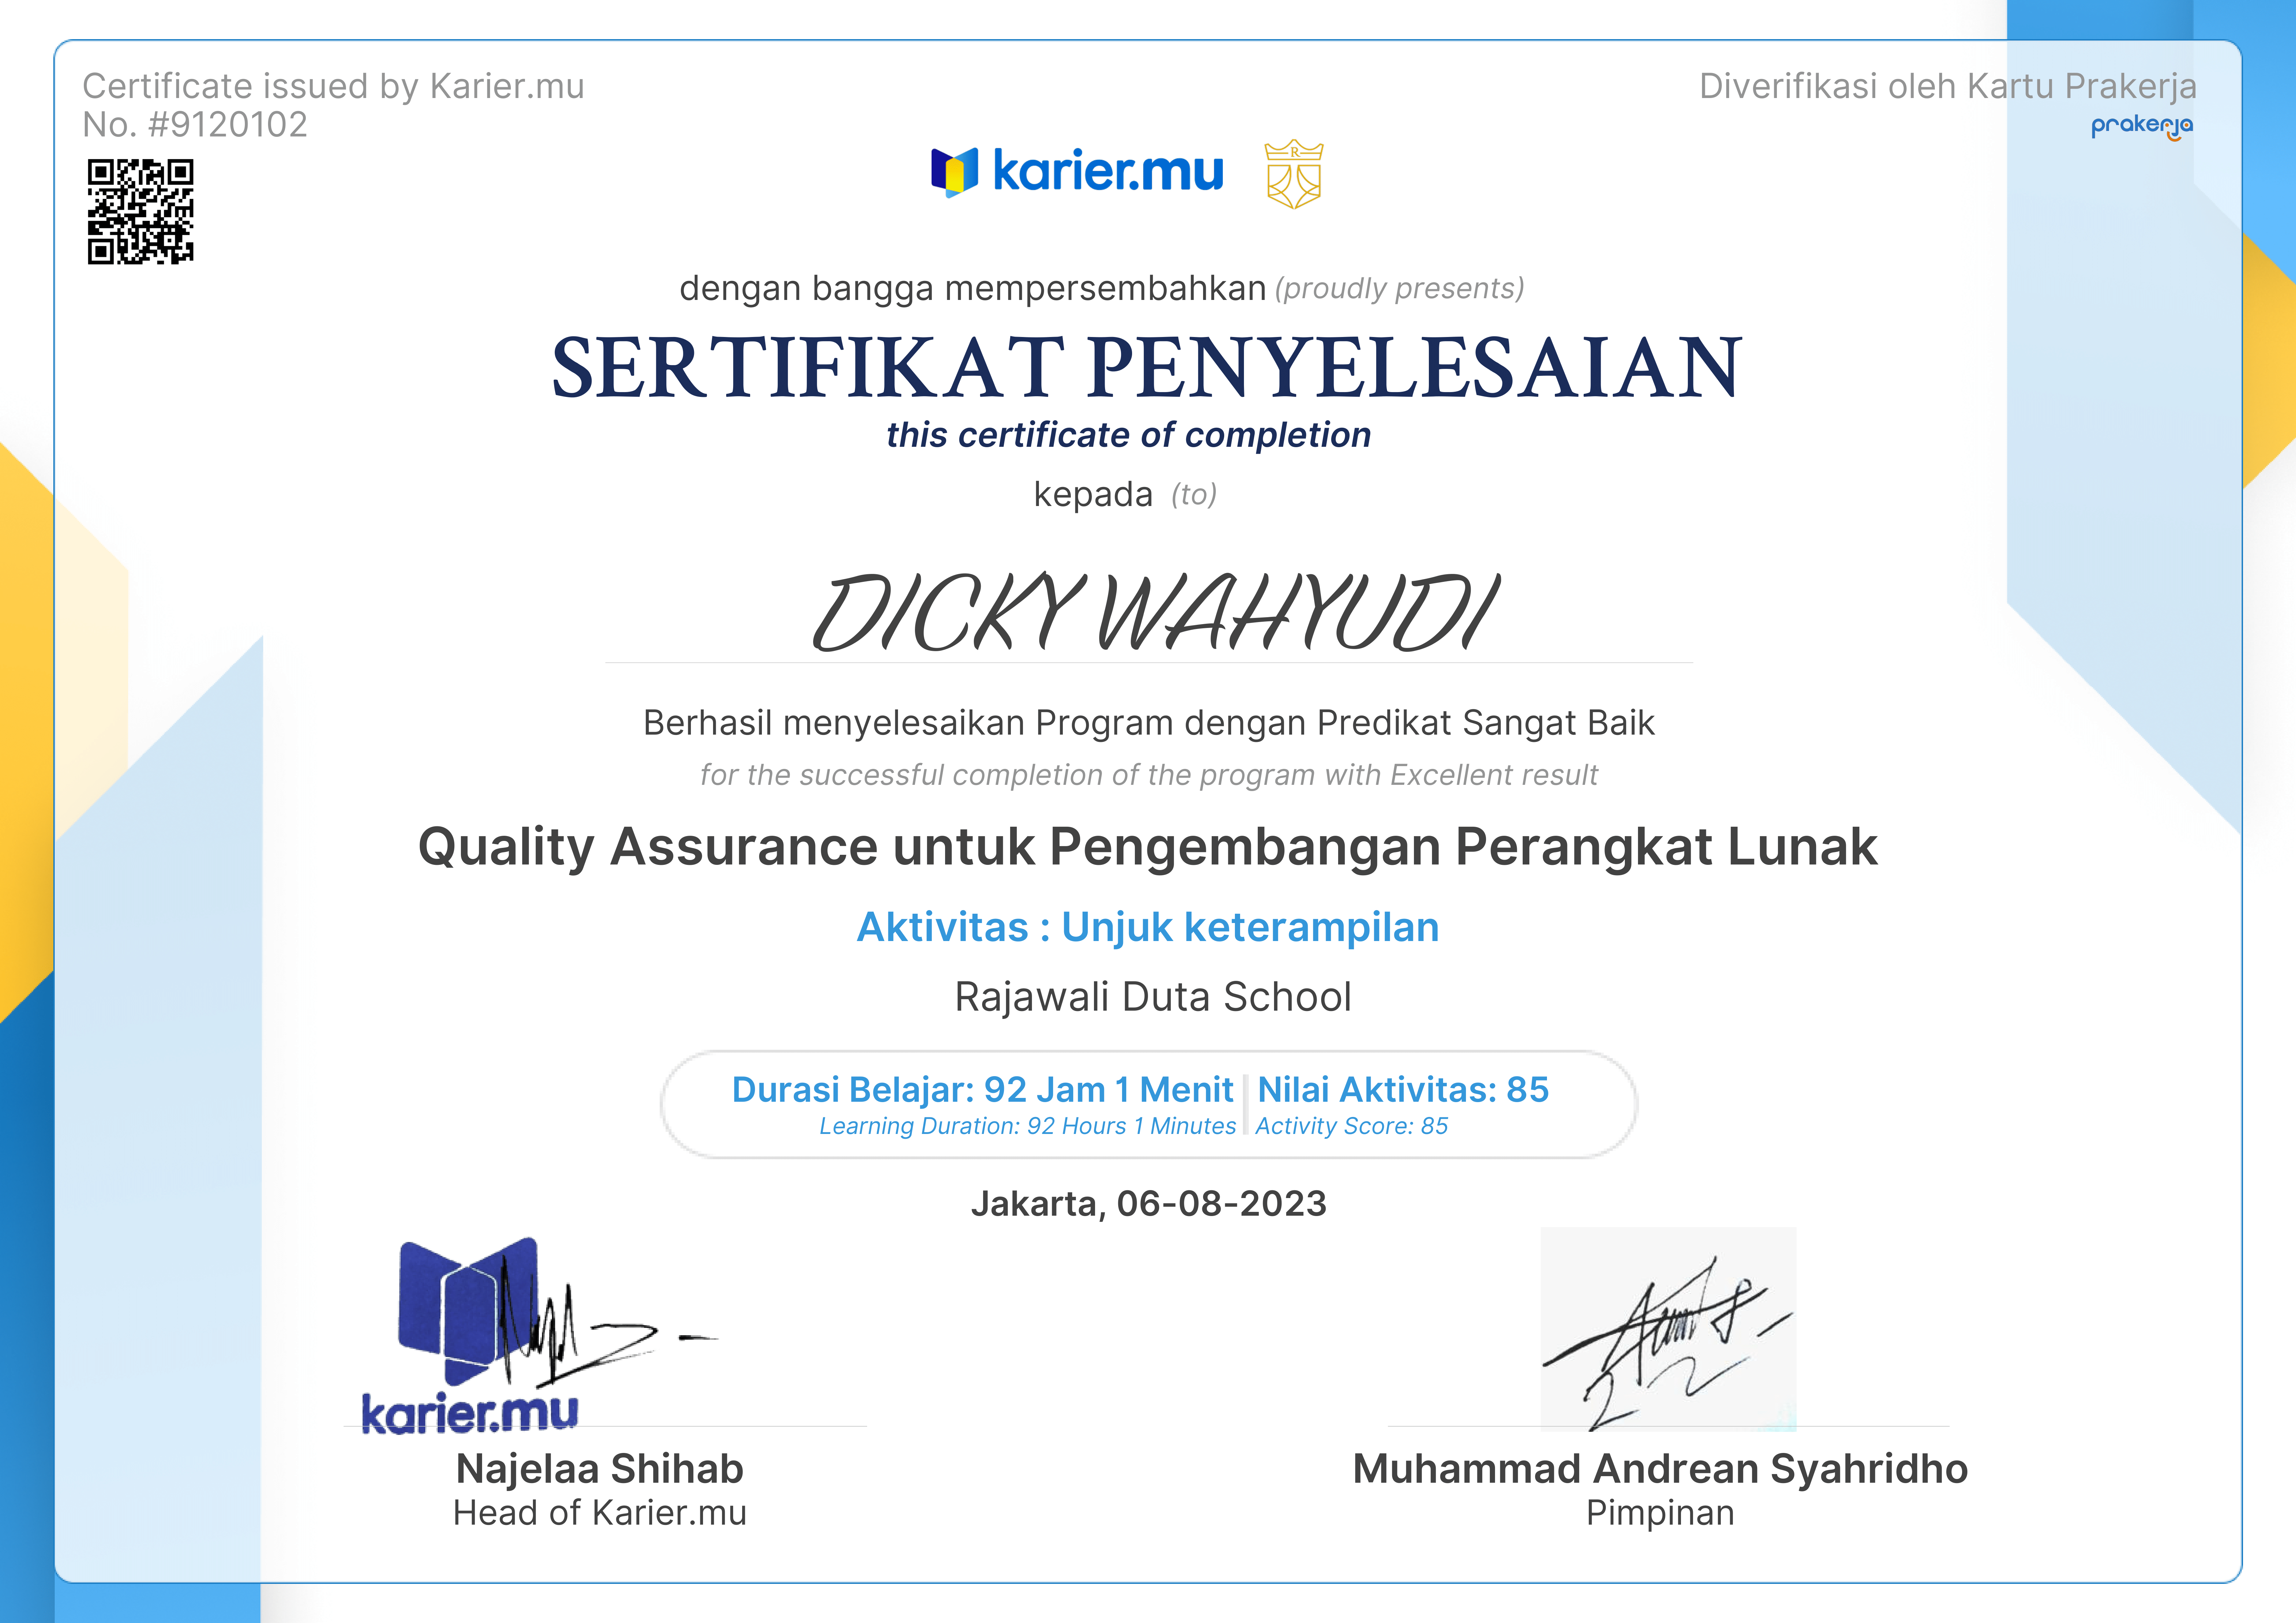 Certificate issued by Karier.mu
No. #9120102
Diverifikasi oleh Kartu Prakerja
prakerja
karier.mu
R
dengan bangga mempersembahkan (proudly presents)
SERTIFIKAT PENYELESAIAN
this certificate of completion
kepada (to)
DICKY WAHYUDI
Berhasil menyelesaikan Program dengan Predikat Sangat Baik
for the successful completion of the program with Excellent result
Quality Assurance untuk Pengembangan Perangkat Lunak
Aktivitas : Unjuk keterampilan
Rajawali Duta School
Durasi Belajar: 92 Jam 1 Menit | Nilai Aktivitas: 85
Learning Duration: 92 Hours 1 Minutes | Activity Score: 85
Jakarta, 06-08-2023
karier.mu
Najelaa Shihab
Head of Karier.mu
Muhammad Andrean Syahridho
Pimpinan